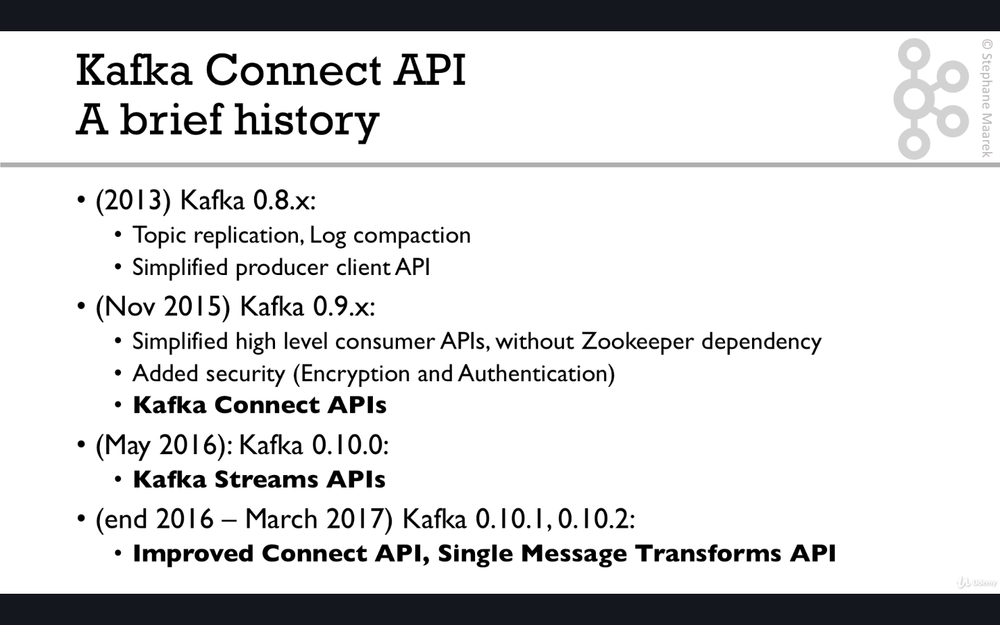 Kafka Connect API
A brief history
© Stephane Maarek
• (2013) Kafka 0.8.x:
• Topic replication, Log compaction
• Simplified producer client API
• (Nov 2015) Kafka 0.9.x:
• Simplified high level consumer APIs, without Zookeeper dependency
• Added security (Encryption and Authentication)
• Kafka Connect APIs
• (May 2016): Kafka 0.10.0:
• Kafka Streams APIs
• (end 2016 – March 2017) Kafka 0.10.1, 0.10.2:
• Improved Connect API, Single Message Transforms API
Udemy